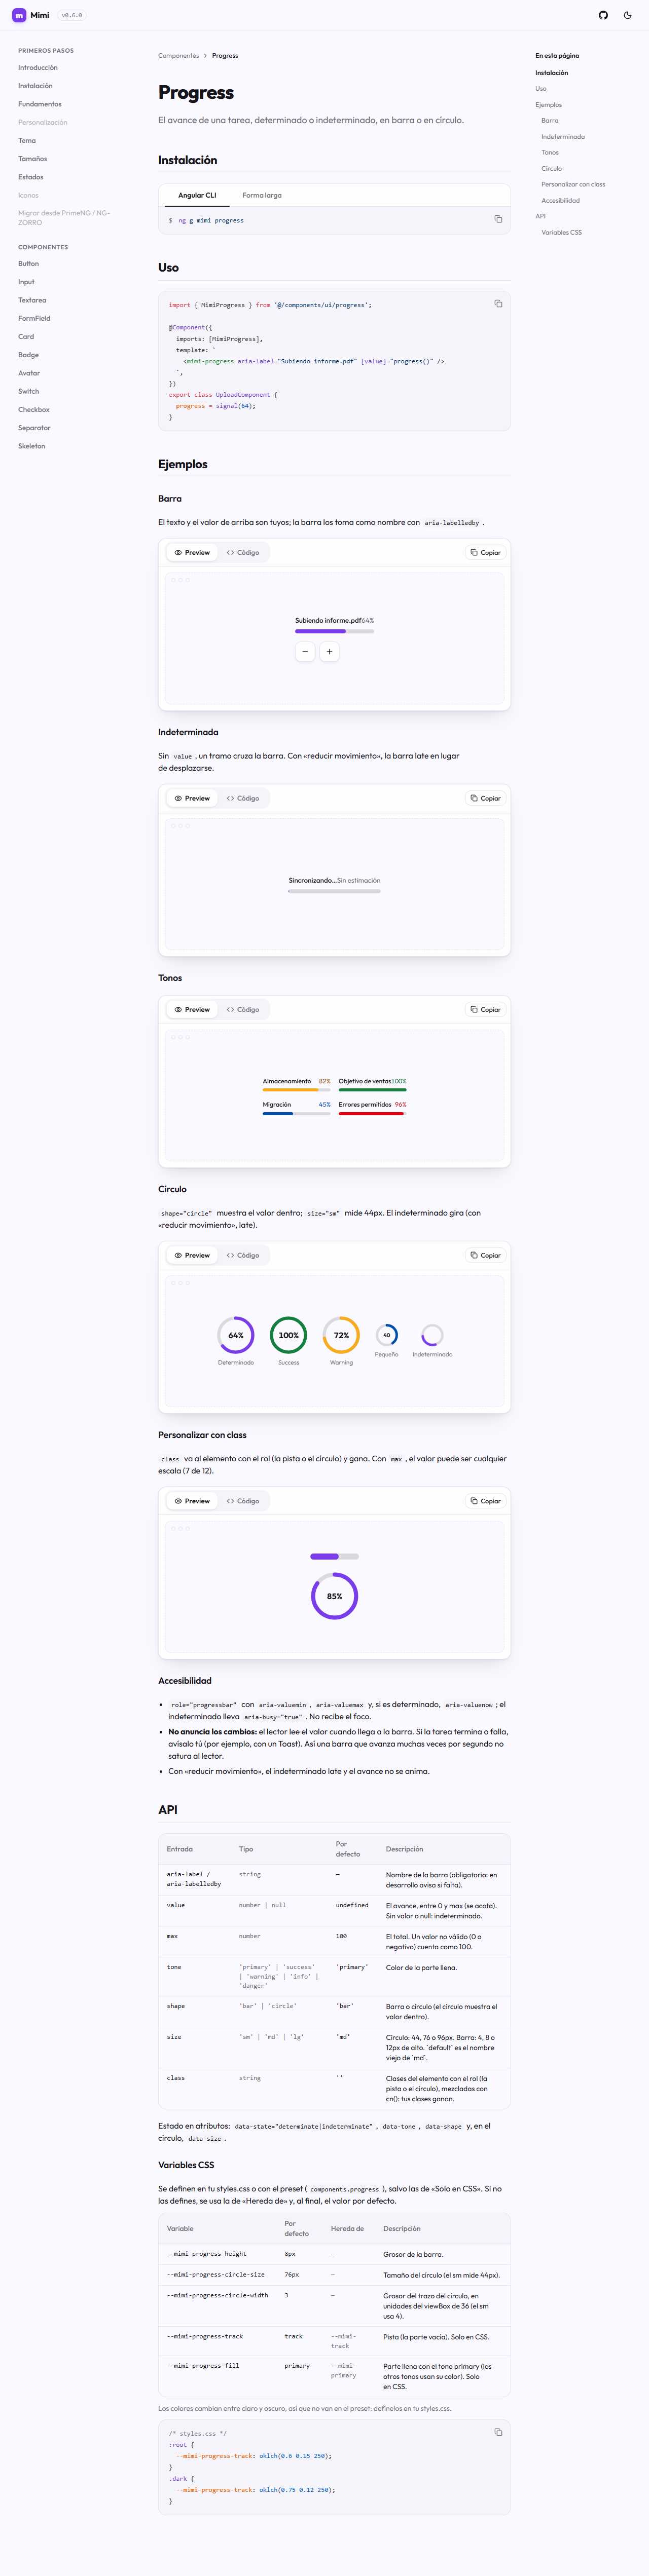 m Mimi v0.6.0
PRIMEROS PASOS
Introducción
Instalación
Fundamentos
Personalización
Tema
Tamaños
Estados
Iconos
Migrar desde PrimeNG / NG-
ZORRO
COMPONENTES
Button
Input
Textarea
FormField
Card
Badge
Avatar
Switch
Checkbox
Separator
Skeleton
Componentes > Progress
Progress
El avance de una tarea, determinado o indeterminado, en barra o en círculo.
Instalación
Angular CLI Forma larga
$ ng g mimi progress
Uso
import { MimiProgress } from '@/components/ui/progress';
@Component({
imports: [MimiProgress],
template: `
<mimi-progress aria-label="Subiendo informe.pdf" [value]="progress()" />
`,
})
export class UploadComponent {
progress = signal(64);
}
Ejemplos
Barra
El texto y el valor de arriba son tuyos; la barra los toma como nombre con aria-labelledby .
Preview Código Copiar
Subiendo informe.pdf64%
− +
Indeterminada
Sin value , un tramo cruza la barra. Con «reducir movimiento», la barra late en lugar
de desplazarse.
Preview Código Copiar
Sincronizando…Sin estimación
Tonos
Preview Código Copiar
Almacenamiento 82% Objetivo de ventas100%
Migración 45% Errores permitidos 96%
Círculo
shape="circle" muestra el valor dentro; size="sm" mide 44px. El indeterminado gira (con
«reducir movimiento», late).
Preview Código Copiar
64% 100% 72% 40
Determinado Success Warning Pequeño Indeterminado
Personalizar con class
class va al elemento con el rol (la pista o el círculo) y gana. Con max , el valor puede ser cualquier
escala (7 de 12).
Preview Código Copiar
85%
Accesibilidad
• role="progressbar" con aria-valuemin , aria-valuemax y, si es determinado, aria-valuenow ; el
indeterminado lleva aria-busy="true" . No recibe el foco.
• No anuncia los cambios: el lector lee el valor cuando llega a la barra. Si la tarea termina o falla,
avísalo tú (por ejemplo, con un Toast). Así una barra que avanza muchas veces por segundo no
satura al lector.
• Con «reducir movimiento», el indeterminado late y el avance no se anima.
API
Entrada Tipo Por defecto Descripción
aria-label / aria-labelledby string — Nombre de la barra (obligatorio: en desarrollo avisa si falta).
value number | null undefined El avance, entre 0 y max (se acota). Sin valor o null: indeterminado.
max number 100 El total. Un valor no válido (0 o negativo) cuenta como 100.
tone 'primary' | 'success' | 'warning' | 'info' | 'danger' 'primary' Color de la parte llena.
shape 'bar' | 'circle' 'bar' Barra o círculo (el círculo muestra el valor dentro).
size 'sm' | 'md' | 'lg' 'md' Círculo: 44, 76 o 96px. Barra: 4, 8 o 12px de alto. `default` es el nombre viejo de `md`.
class string '' Clases del elemento con el rol (la pista o el círculo), mezcladas con cn(): tus clases ganan.
Estado en atributos: data-state="determinate|indeterminate" , data-tone , data-shape y, en el
círculo, data-size .
Variables CSS
Se definen en tu styles.css o con el preset ( components.progress ), salvo las de «Solo en CSS». Si no
las defines, se usa la de «Hereda de» y, al final, el valor por defecto.
Variable Por defecto Hereda de Descripción
--mimi-progress-height 8px — Grosor de la barra.
--mimi-progress-circle-size 76px — Tamaño del círculo (el sm mide 44px).
--mimi-progress-circle-width 3 — Grosor del trazo del círculo, en unidades del viewBox de 36 (el sm usa 4).
--mimi-progress-track track --mimi-track Pista (la parte vacía). Solo en CSS.
--mimi-progress-fill primary --mimi-primary Parte llena con el tono primary (los otros tonos usan su color). Solo en CSS.
Los colores cambian entre claro y oscuro, así que no van en el preset: defínelos en tu styles.css.
/* styles.css */
:root {
--mimi-progress-track: oklch(0.6 0.15 250);
}
.dark {
--mimi-progress-track: oklch(0.75 0.12 250);
}
En esta página
Instalación
Uso
Ejemplos
Barra
Indeterminada
Tonos
Círculo
Personalizar con class
Accesibilidad
API
Variables CSS